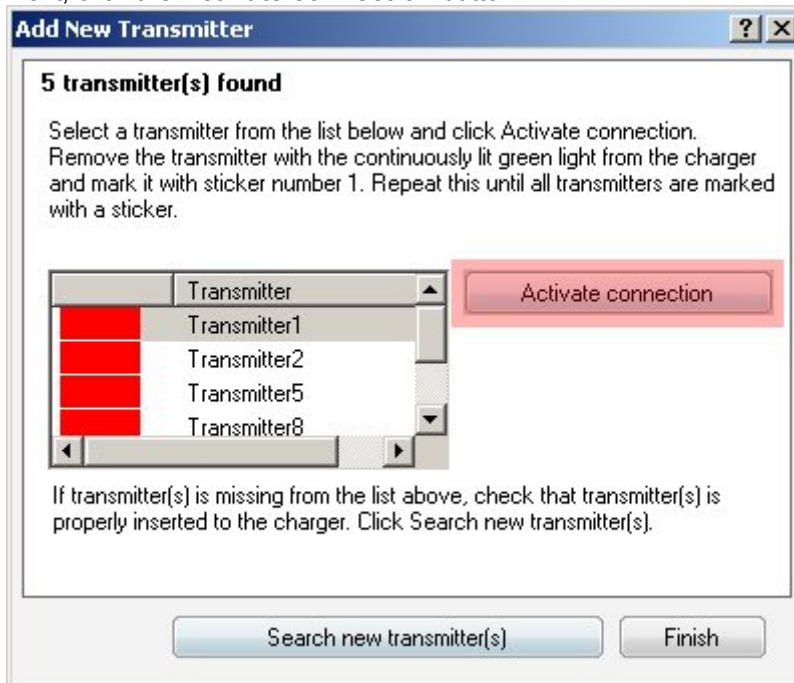 Add New Transmitter
5 transmitter(s) found
Select a transmitter from the list below and click Activate connection.
Remove the transmitter with the continuously lit green light from the charger
and mark it with sticker number 1. Repeat this until all transmitters are marked
with a sticker.
Transmitter
Activate connection
Transmitter1
Transmitter2
Transmitter5
Transmitter8
If transmitter(s) is missing from the list above, check that transmitter(s) is
properly inserted to the charger. Click Search new transmitter(s).
Search new transmitter(s)
Finish